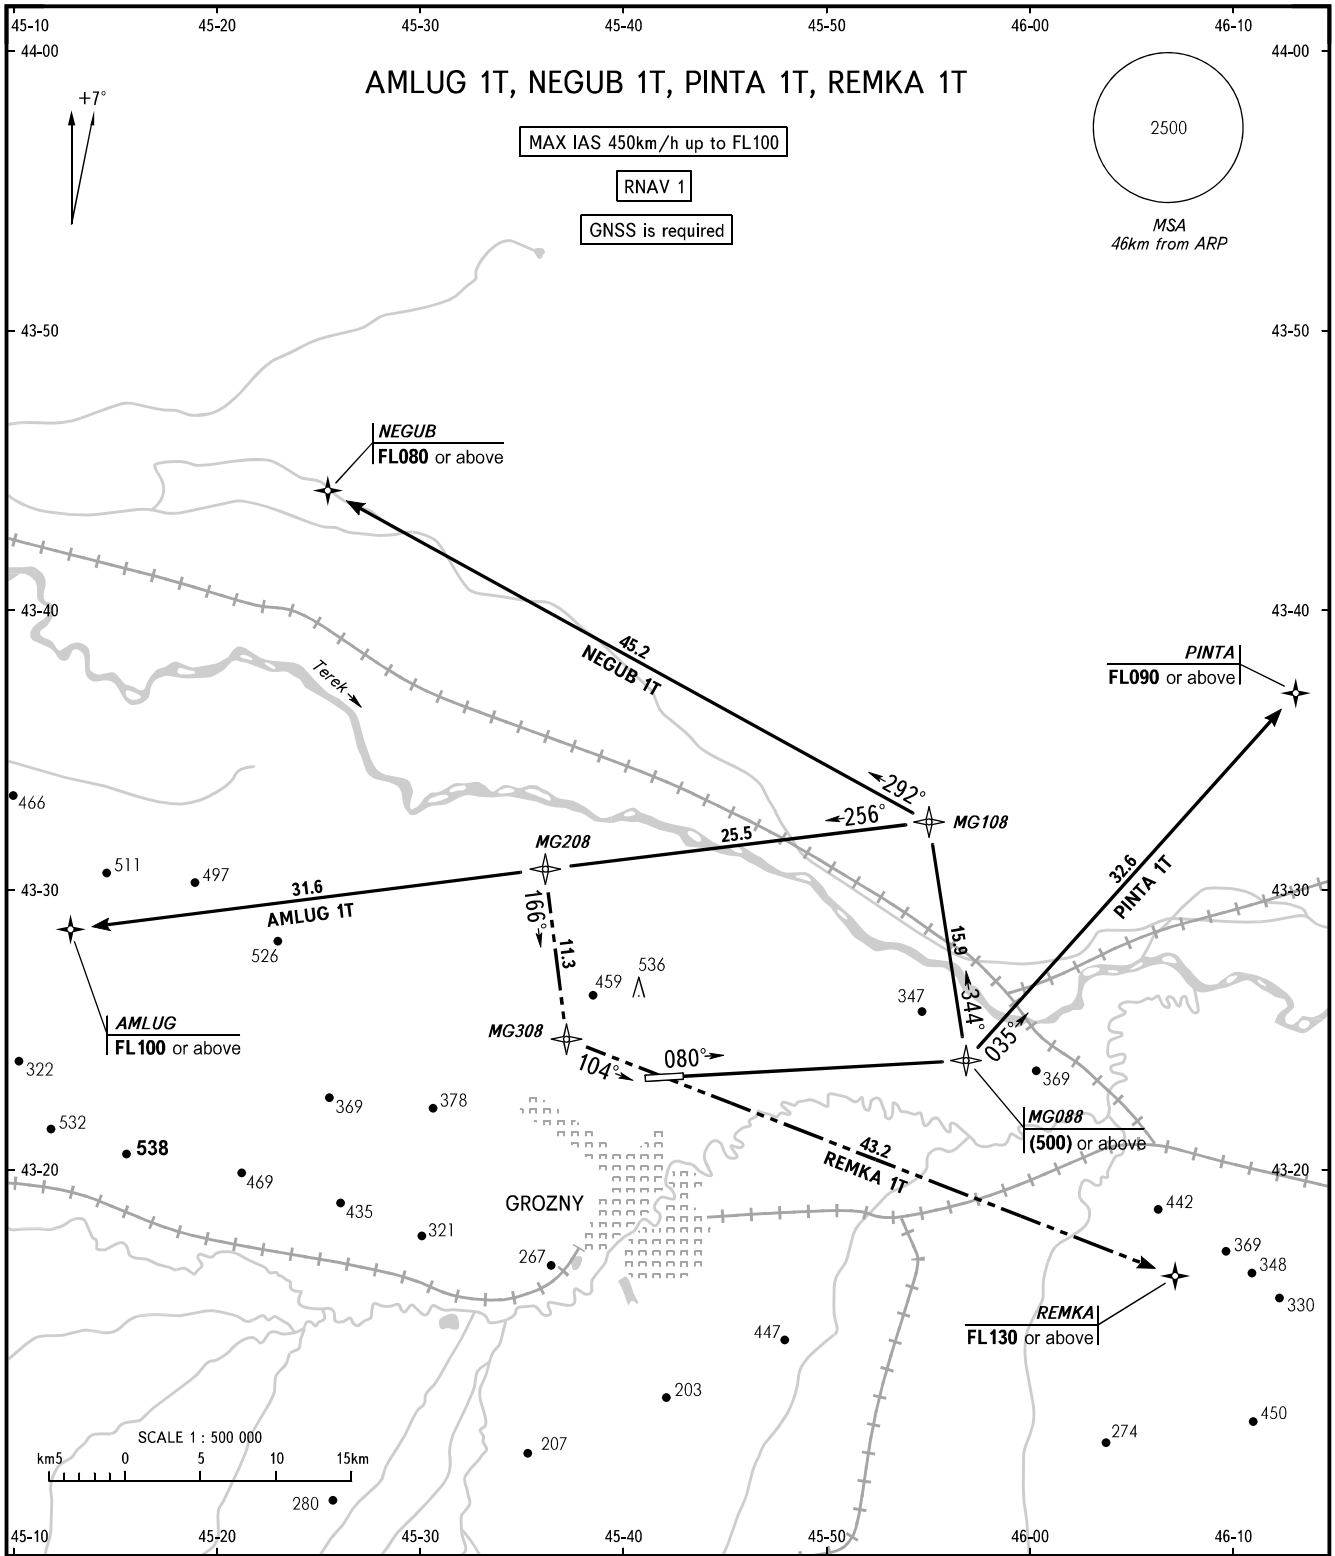 45-10 45-20 45-30 45-40 45-50 46-00 46-10
44-00 44-00
AMLUG 1T, NEGUB 1T, PINTA 1T, REMKA 1T
+7°
MAX IAS 450km/h up to FL100
2500
RNAV 1
GNSS is required
MSA
46km from ARP
43-50 43-50
NEGUB
FL080 or above
43-40 43-40
45.2
NEGUB 1T
Terek
PINTA
FL090 or above
292°
256°
MG108
466
25.5
MG208
511
497
31.6
AMLUG 1T
32.6
PINTA 1T
43-30 43-30
166°
11.3
526
15.9
536
459
347
344°
035°
AMLUG
FL100 or above
MG308
322
104°
080°
369
369
378
MG088
(500) or above
532
538
43.2
REMKA 1T
43-20 43-20
469
435
GROZNY
442
321
267
369
348
330
REMKA
FL130 or above
447
203
450
274
207
SCALE 1 : 500 000
km5 0 5 10 15km
280
45-10 45-20 45-30 45-40 45-50 46-00 46-10